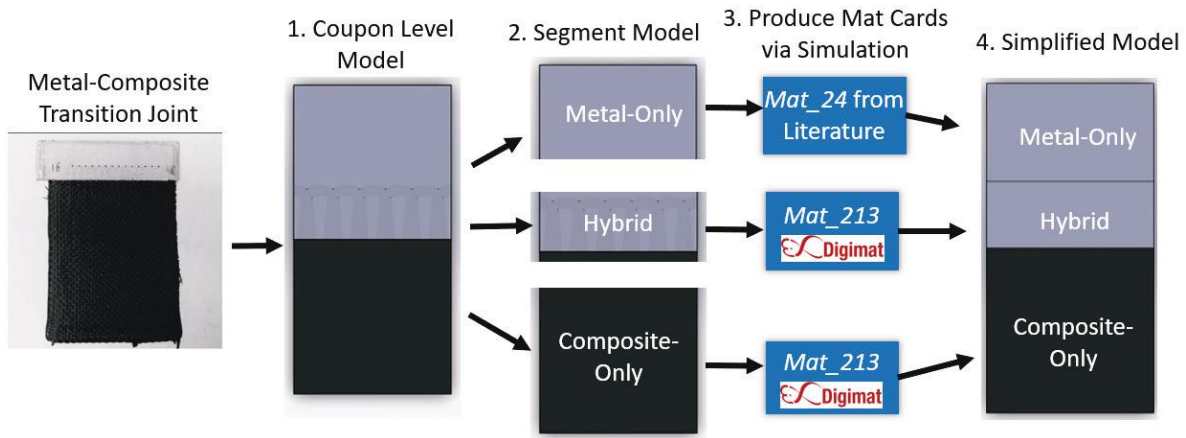 Metal-Composite
Transition Joint
1. Coupon Level
Model
2. Segment Model
Metal-Only
Hybrid
Composite-
Only
3. Produce Mat Cards
via Simulation
Mat_24 from
Literature
Mat_213
Digimat
Mat_213
Digimat
4. Simplified Model
Metal-Only
Hybrid
Composite-
Only